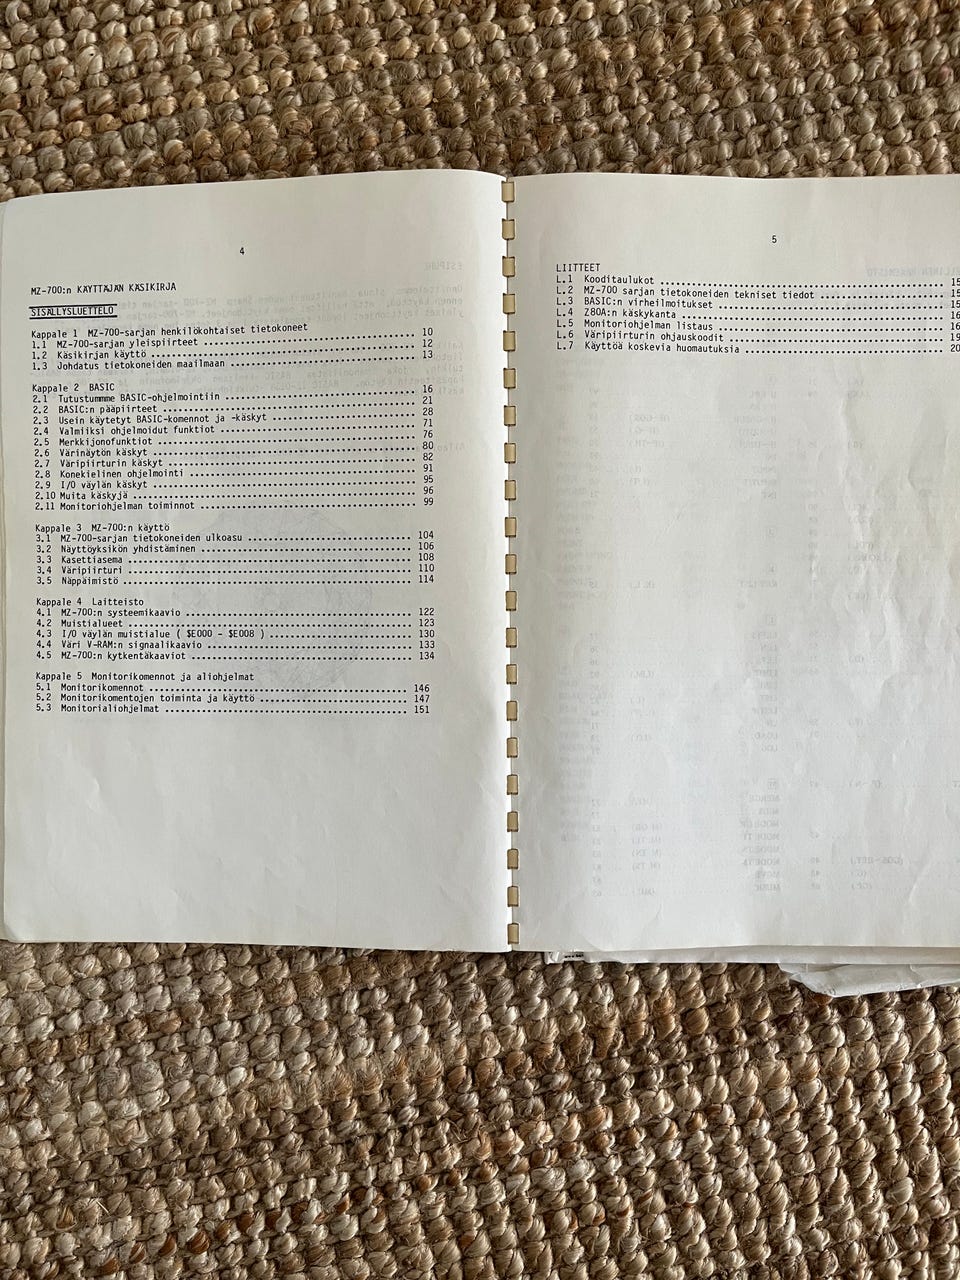 4
MZ-700:n KÄYTTÄJÄN KÄSIKIRJA
SISÄLLYSLUETTELO
Kappale 1 MZ-700-sarjan henkilökohtaiset tietokoneet
1.1 MZ-700-sarjan yleispiirteet 10
1.2 Käsikirjan käyttö 12
1.3 Johdatus tietokoneiden maailmaan 13
Kappale 2 BASIC
2.1 Tutustummme BASIC-ohjelmointiin 16
2.2 BASIC:n pääpiirteet 21
2.3 Usein käytetyt BASIC-komennot ja -käskyt 28
2.4 Valmiiksi ohjelmoidut funktiot 71
2.5 Merkkijonofunktiot 76
2.6 Värinäytön käskyt 80
2.7 Väripiirturin käskyt 82
2.8 Konekielinen ohjelmointi 91
2.9 I/O väylän käskyt 95
2.10 Muita käskyjä 96
2.11 Monitoriohjelman toiminnot 99
Kappale 3 MZ-700:n käyttö
3.1 MZ-700-sarjan tietokoneiden ulkoasu 104
3.2 Näyttöyksikön yhdistäminen 106
3.3 Kasettiasema 108
3.4 Väripiirturi 110
3.5 Näppäimistö 114
Kappale 4 Laitteisto
4.1 MZ-700:n systeemikaavio 122
4.2 Muistialueet 123
4.3 I/O väylän muistialue ( $E000 - $E008 ) 130
4.4 Väri V-RAM:n signaalikaavio 133
4.5 MZ-700:n kytkentäkaaviot 134
Kappale 5 Monitorikomennot ja aliohjelmat
5.1 Monitorikomennot 146
5.2 Monitorikomentojen toiminta ja käyttö 147
5.3 Monitorialiohjelmat 151
5
LIITTEET
L.1 Kooditaulukot
L.2 MZ-700 sarjan tietokoneiden tekniset tiedot
L.3 BASIC:n virheilmoitukset
L.4 Z80A:n käskykanta
L.5 Monitoriohjelman listaus
L.6 Väripiirturin ohjauskoodit
L.7 Käyttöä koskevia huomautuksia